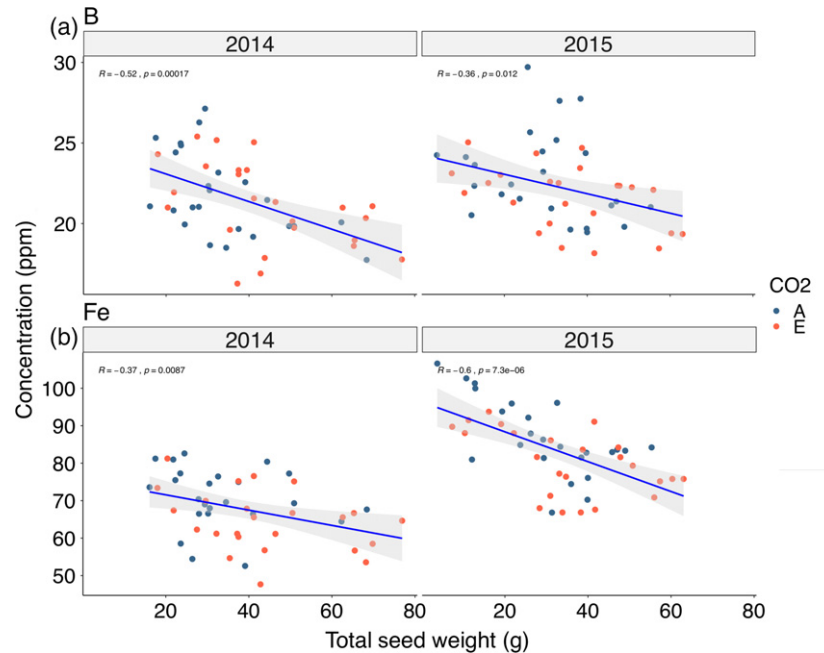 (a) B
2014 2015
R = −0.52 , p = 0.00017 R = −0.36 , p = 0.012
30
25
20
(b) Fe
2014 2015
R = −0.37 , p = 0.0087 R = −0.6 , p = 7.3e−06
100
90
80
70
60
50
20 40 60 80 20 40 60 80
Total seed weight (g)
Concentration (ppm)
CO2
A
E